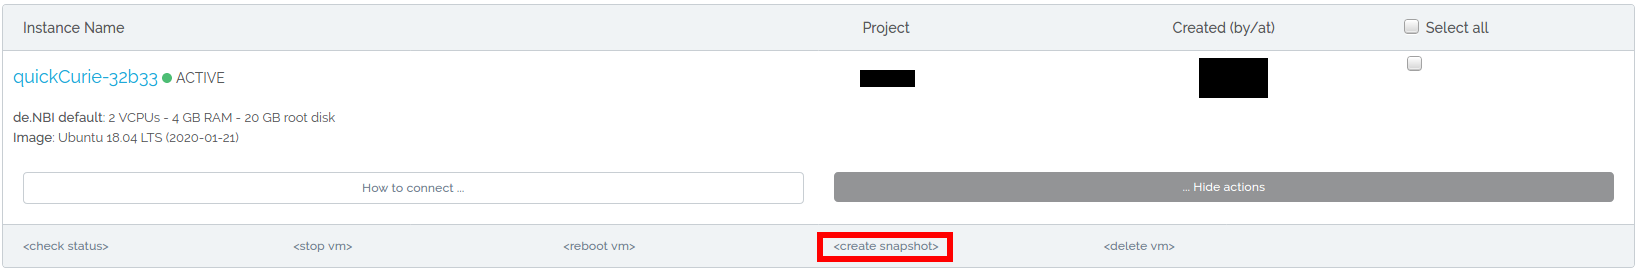 Instance Name Project Created (by/at) Select all
quickCurie-32b33 ACTIVE
de.NBI default: 2 VCPUs - 4 GB RAM - 20 GB root disk
Image: Ubuntu 18.04 LTS (2020-01-21)
How to connect ... ... Hide actions
<check status> <stop vm> <reboot vm> <create snapshot> <delete vm>